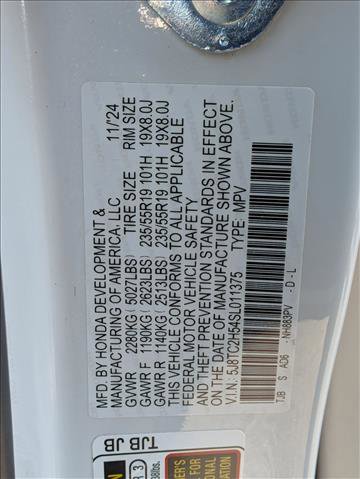 MFD. BY HONDA DEVELOPMENT &
MANUFACTURING OF AMERICA, LLC 11/'24
TIRE SIZE RIM SIZE
GVWR 2280KG (5027LBS)
GAWR F 1190KG (2623LBS) 235/55R19 101H 19X8.0J
GAWR R 1140KG (2513LBS) 235/55R19 101H 19X8.0J
THIS VEHICLE CONFORMS TO ALL APPLICABLE
FEDERAL MOTOR VEHICLE SAFETY
AND THEFT PREVENTION STANDARDS IN EFFECT
ON THE DATE OF MANUFACTURE SHOWN ABOVE.
V.I.N.: 5J8TC2H54SL011375 TYPE: MPV
TJB S AD6 -NH883PV -D-L
TJB JB
R 3